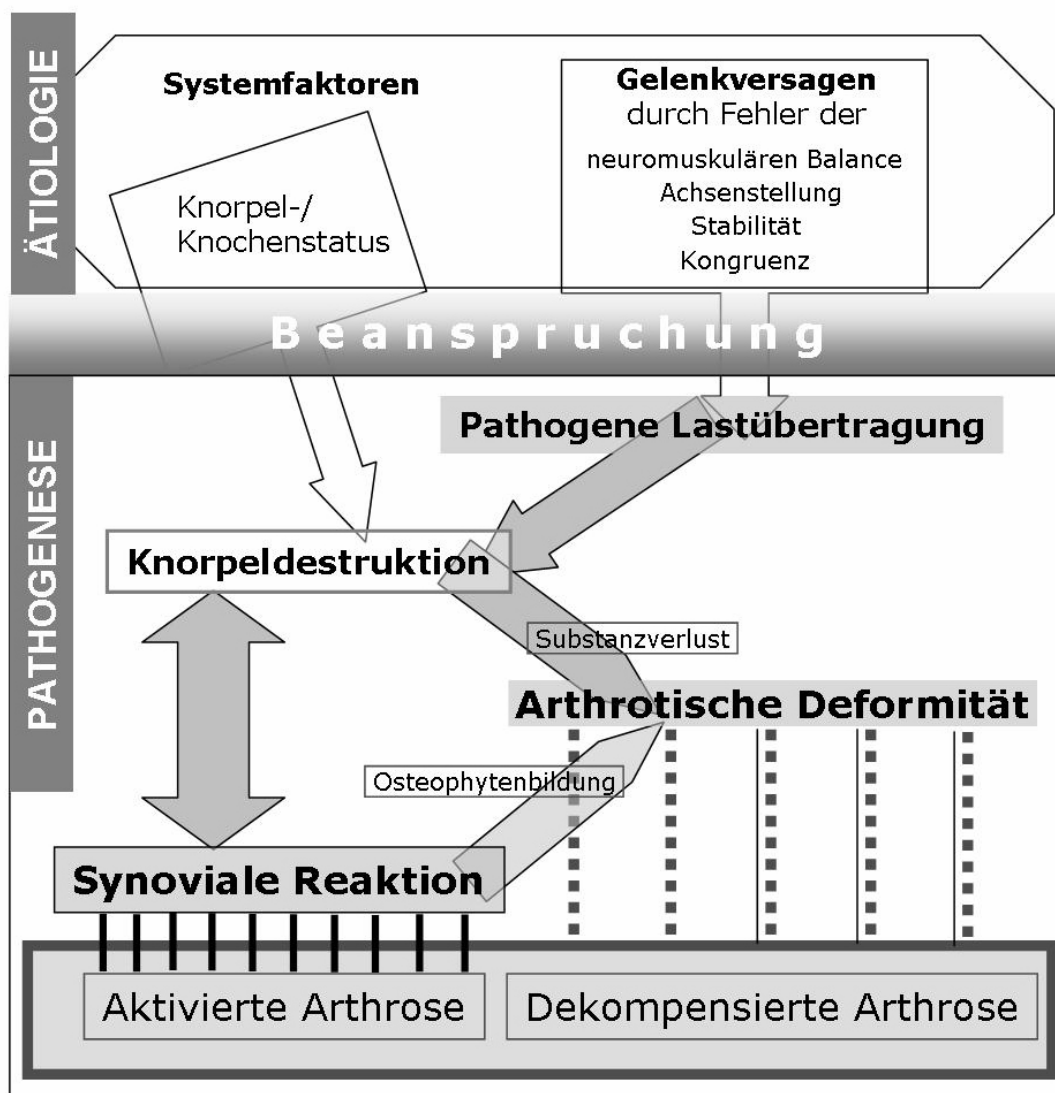 ÄTIOLOGIE
Systemfaktoren
Knorpel-/
Knochenstatus
Gelenkversagen
durch Fehler der
neuromuskulären Balance
Achsenstellung
Stabilität
Kongruenz
Beanspruchung
PATHOGENESE
Pathogene Lastübertragung
Knorpeldestruktion
Substanzverlust
Arthrotische Deformität
Osteophytenbildung
Synoviale Reaktion
Aktivierte Arthrose
Dekompensierte Arthrose